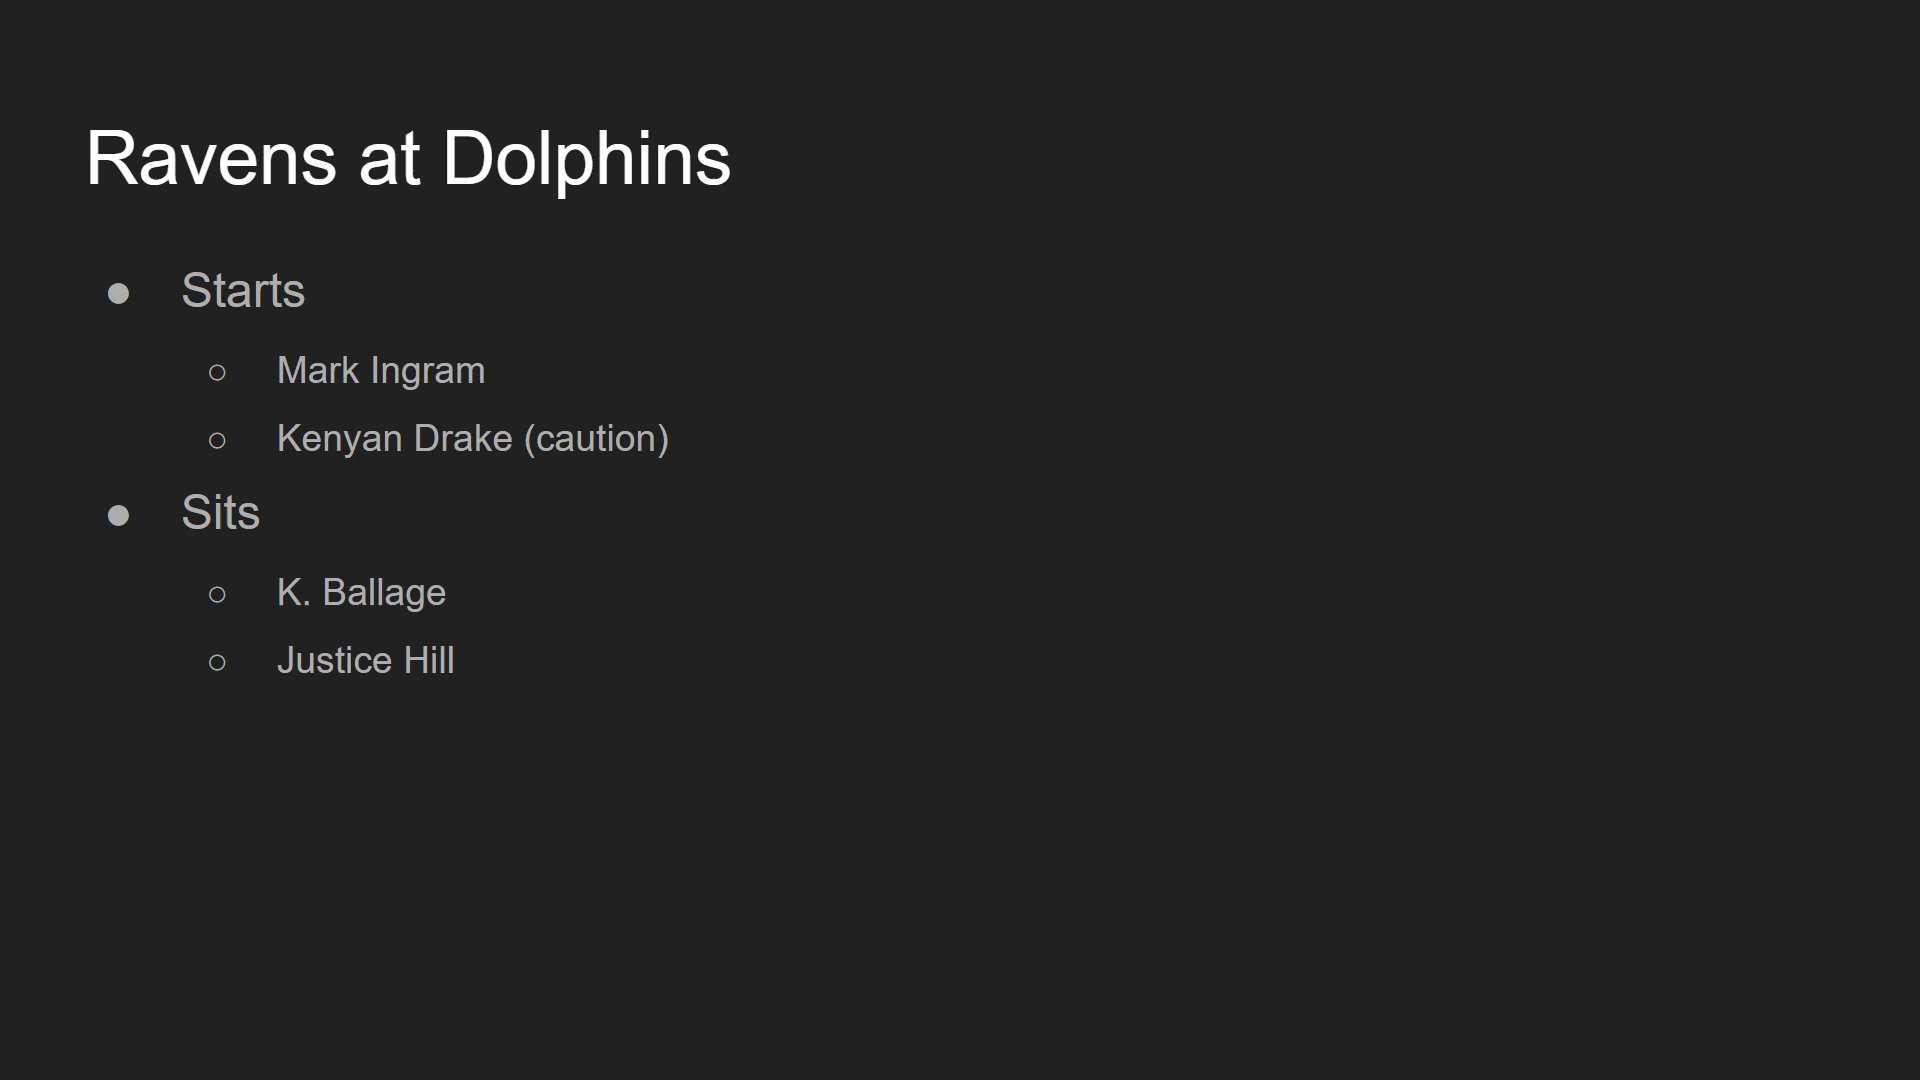 Ravens at Dolphins
● Starts
○ Mark Ingram
○ Kenyan Drake (caution)
● Sits
○ K. Ballage
○ Justice Hill